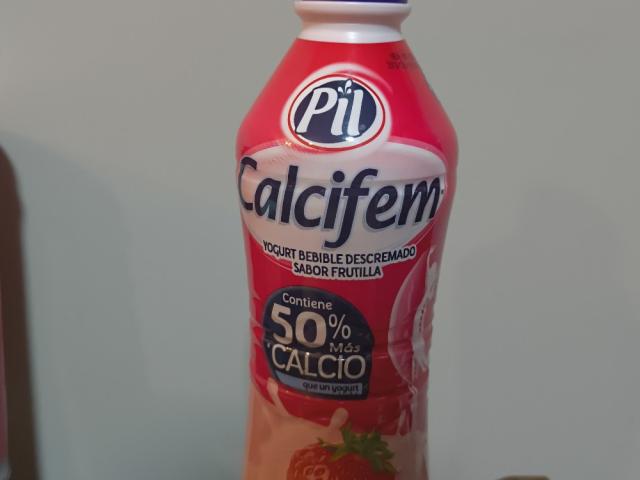 Pil
Calcifem
YOGURT BEBIBLE DESCREMADO
SABOR FRUTILLA
Contiene
50%
Más
CALCIO
que un yogurt